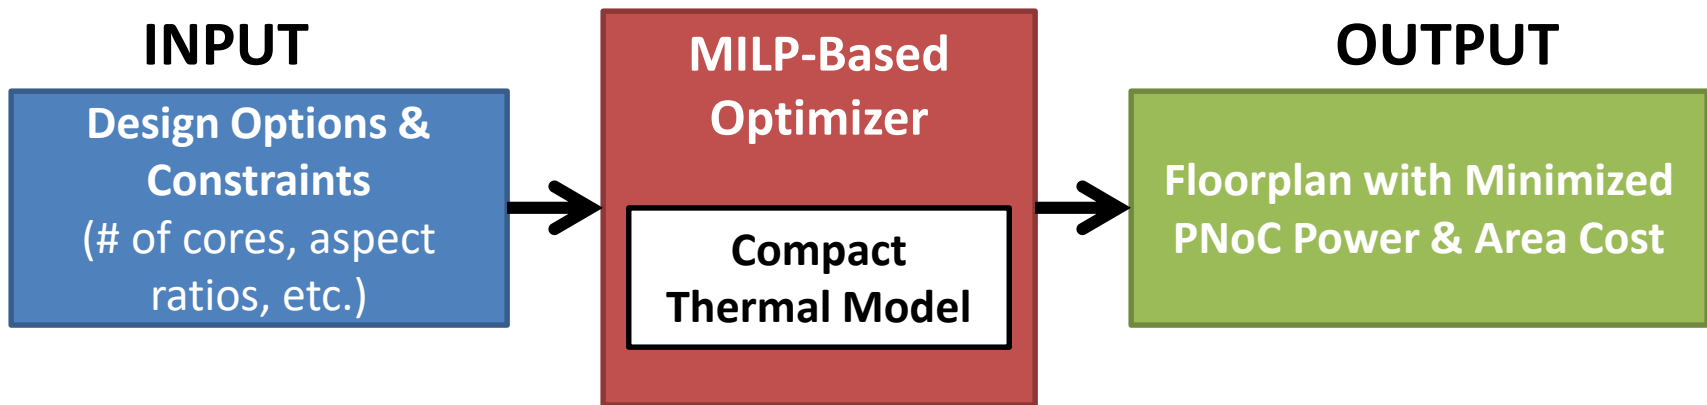 INPUT
Design Options &
Constraints
(# of cores, aspect
ratios, etc.)
MILP-Based
Optimizer
Compact
Thermal Model
OUTPUT
Floorplan with Minimized
PNoC Power & Area Cost